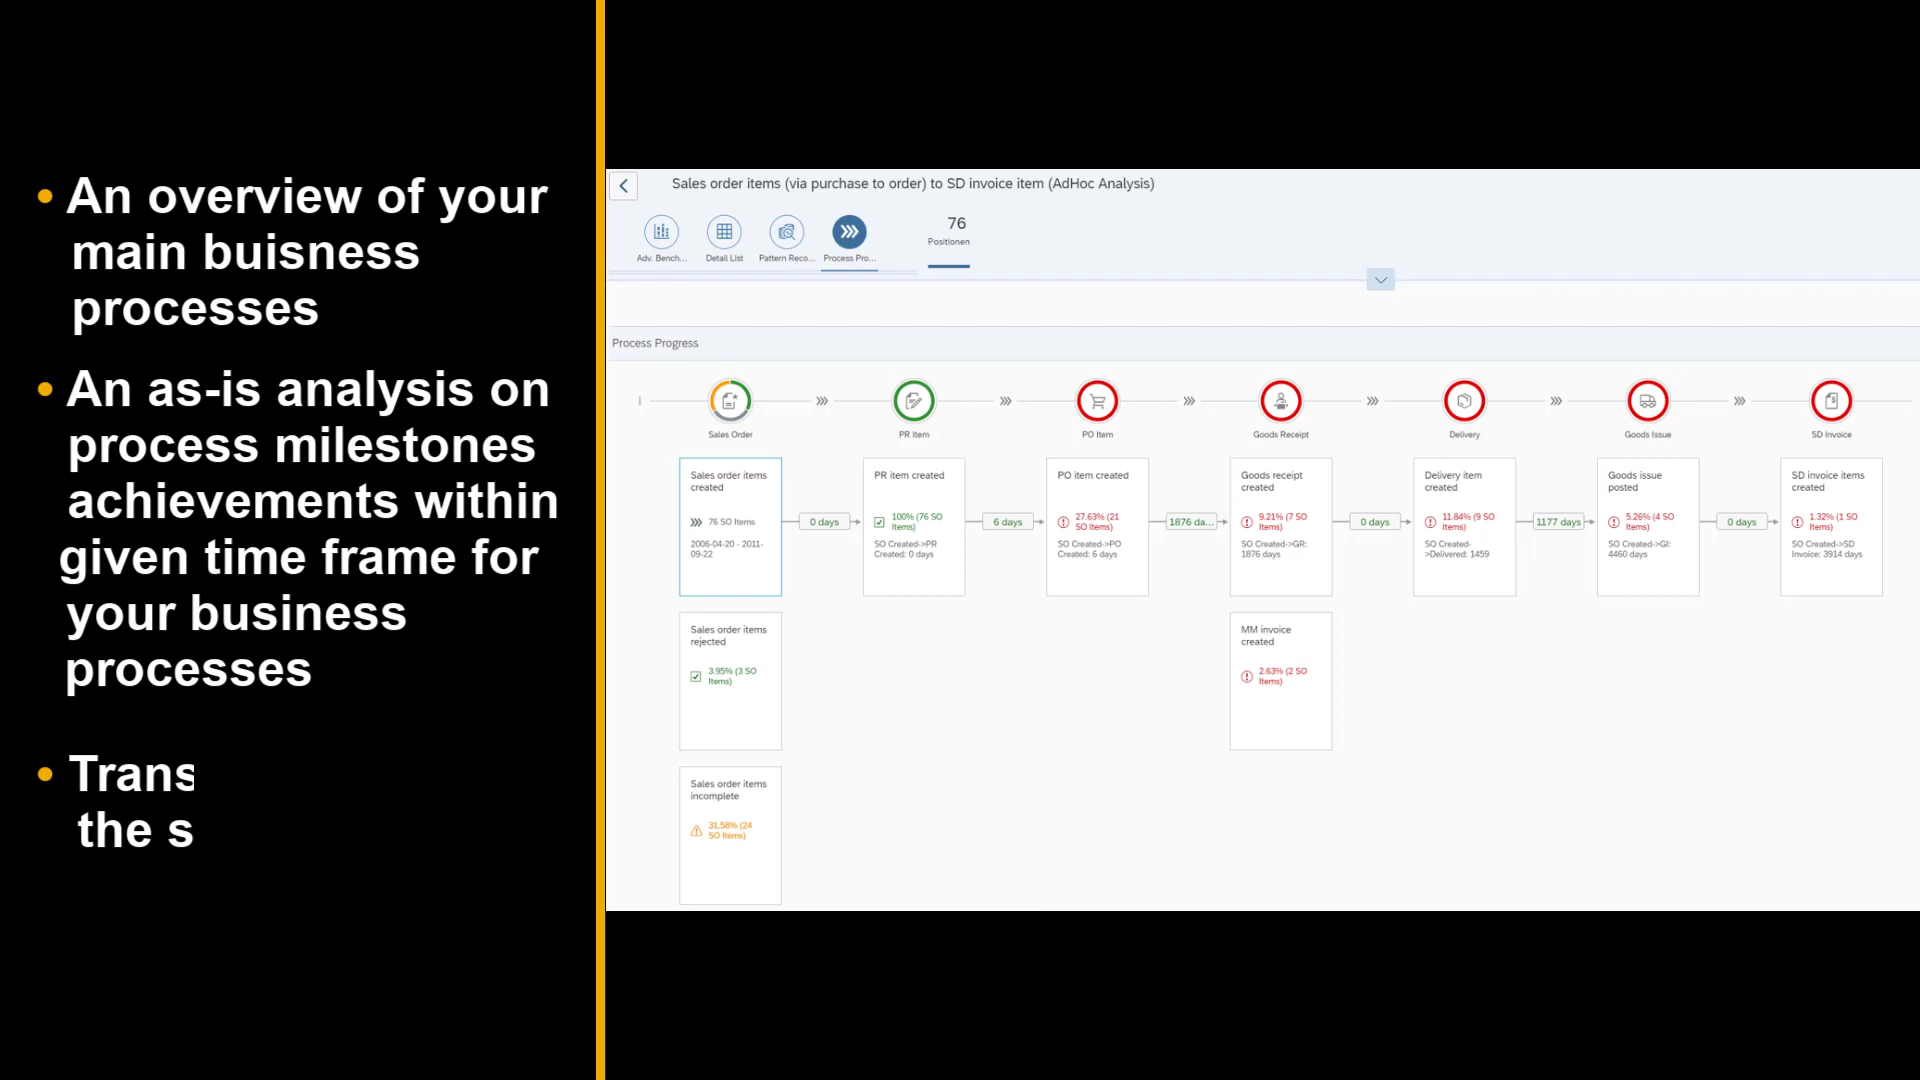 • An overview of your
main buisness
processes
• An as-is analysis on
process milestones
achievements within
given time frame for
your business
processes
• Trans
the s
Sales order items (via purchase to order) to SD invoice item (AdHoc Analysis)
Adv. Bench...
Detail List
Pattern Reco...
Process Pro...
76
Positionen
Process Progress
Sales Order
PR Item
PO Item
Goods Receipt
Delivery
Goods Issue
SD Invoice
Sales order items
created
76 SO Items
2006-04-20 - 2011-
09-22
0 days
PR item created
100% (76 SO
Items)
SO Created->PR
Created: 0 days
6 days
PO item created
27.63% (21
SO Items)
SO Created->PO
Created: 6 days
1876 da...
Goods receipt
created
9.21% (7 SO
Items)
SO Created->GR:
1876 days
0 days
Delivery item
created
11.84% (9 SO
Items)
SO Created-
>Delivered: 1459
1177 days
Goods issue
posted
5.26% (4 SO
Items)
SO Created->GI:
4460 days
0 days
SD invoice items
created
1.32% (1 SO
Items)
SO Created->SD
Invoice: 3914 days
Sales order items
rejected
3.95% (3 SO
Items)
MM invoice
created
2.63% (2 SO
Items)
Sales order items
incomplete
31.58% (24
SO Items)